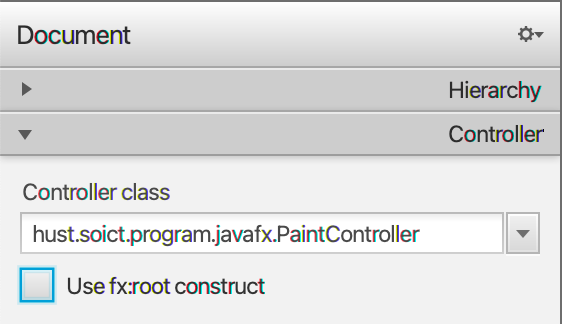 Document
Hierarchy
Controller
Controller class
hust.soict.program.javafx.PaintController
Use fx:root construct